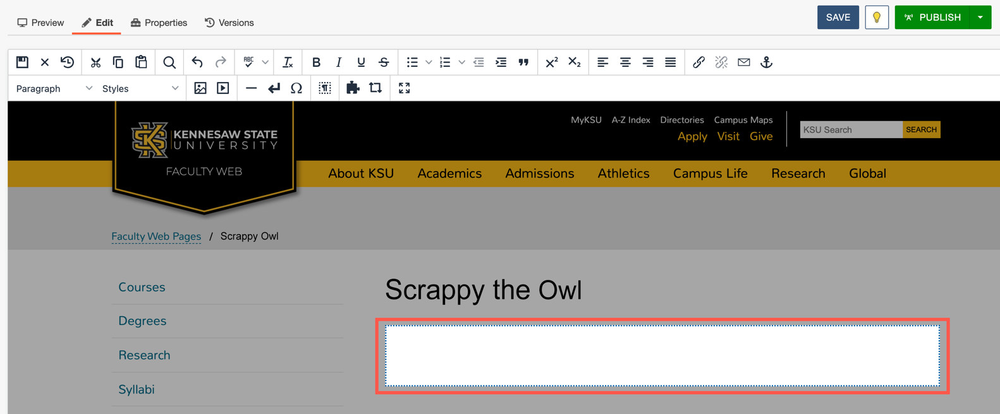 Preview Edit Properties Versions
SAVE PUBLISH
ABC B I U S X² X₂
Paragraph Styles Ω
KENNESAW STATE
UNIVERSITY
FACULTY WEB
MyKSU A-Z Index Directories Campus Maps
Apply Visit Give
KSU Search SEARCH
About KSU Academics Admissions Athletics Campus Life Research Global
Faculty Web Pages / Scrappy Owl
Courses
Degrees
Research
Syllabi
Scrappy the Owl